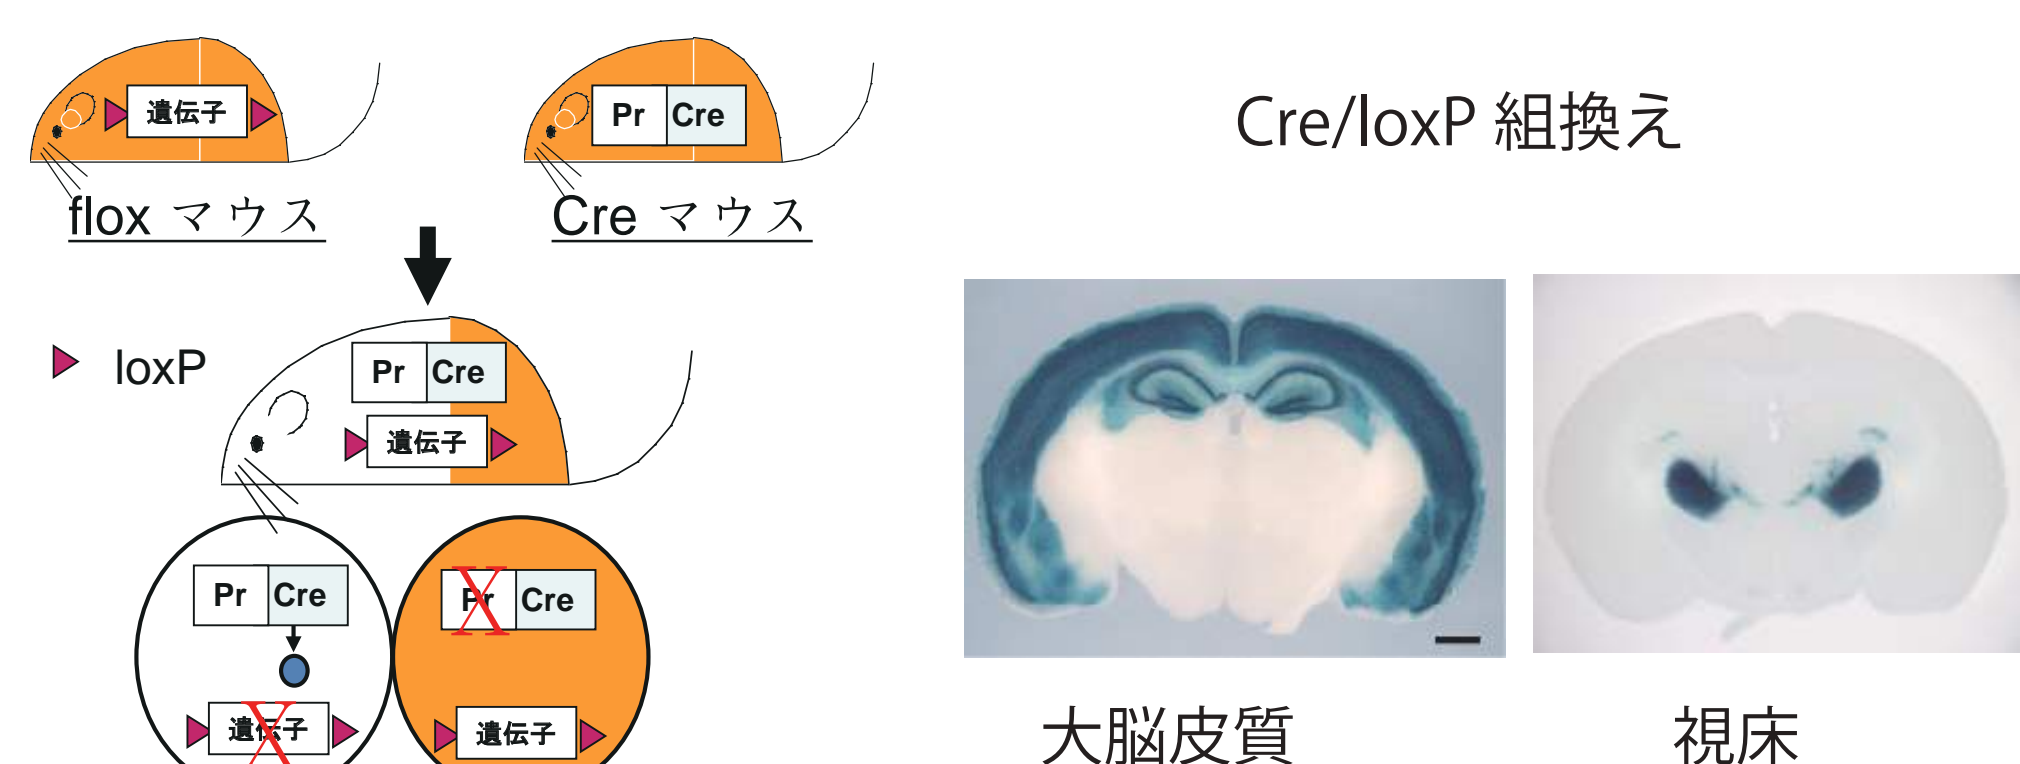 遺伝子
Pr Cre
flox マウス
Cre マウス
Cre/loxP 組換え
loxP
Pr Cre
遺伝子
Pr Cre
Pr Cre
遺伝子
遺伝子
大脳皮質
視床